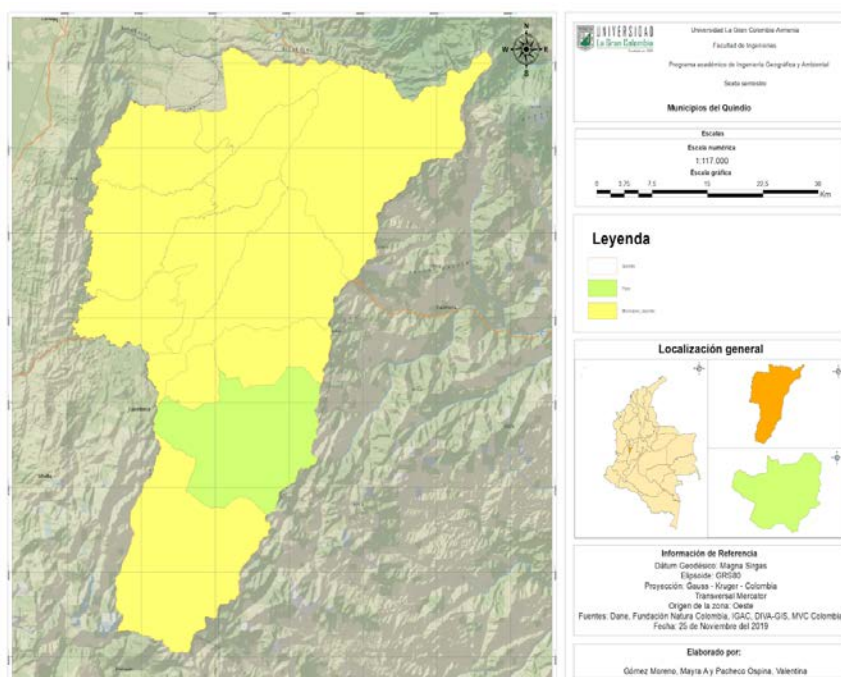 N
W E
S
UNIVERSIDAD
La Gran Colombia
Universidad La Gran Colombia Armenia
Facultad de Ingenierias
Programa académico de Ingeniería Geográfica y Ambiental
Sexto semestre
Municipios del Quindío
Escalas
Escala numérica
1:117.000
Escala gráfica
0 3,75 7,5 15 22,5 30
Km
Leyenda
Quindío
Pijao
Localización general
Información de Referencia
Dátum Geodésico: Magna Sirgas
Elipsoide: GRS80
Proyección: Gauss - Kruger - Colombia
Transversal Mercator
Origen de la zona: Oeste
Fuentes: Dane, Fundación Natura Colombia, IGAC, DIVA-GIS, MVC Colombia
Fecha: 25 de Noviembre del 2019
Elaborado por:
Gómez Moreno, Mayra A y Pacheco Ospina, Valentina